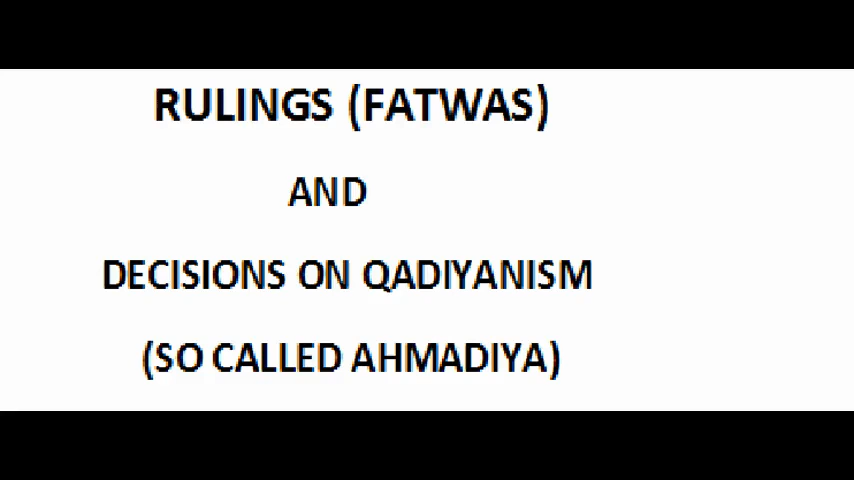 RULINGS (FATWAS)
AND
DECISIONS ON QADIYANISM
(SO CALLED AHMADIYA)